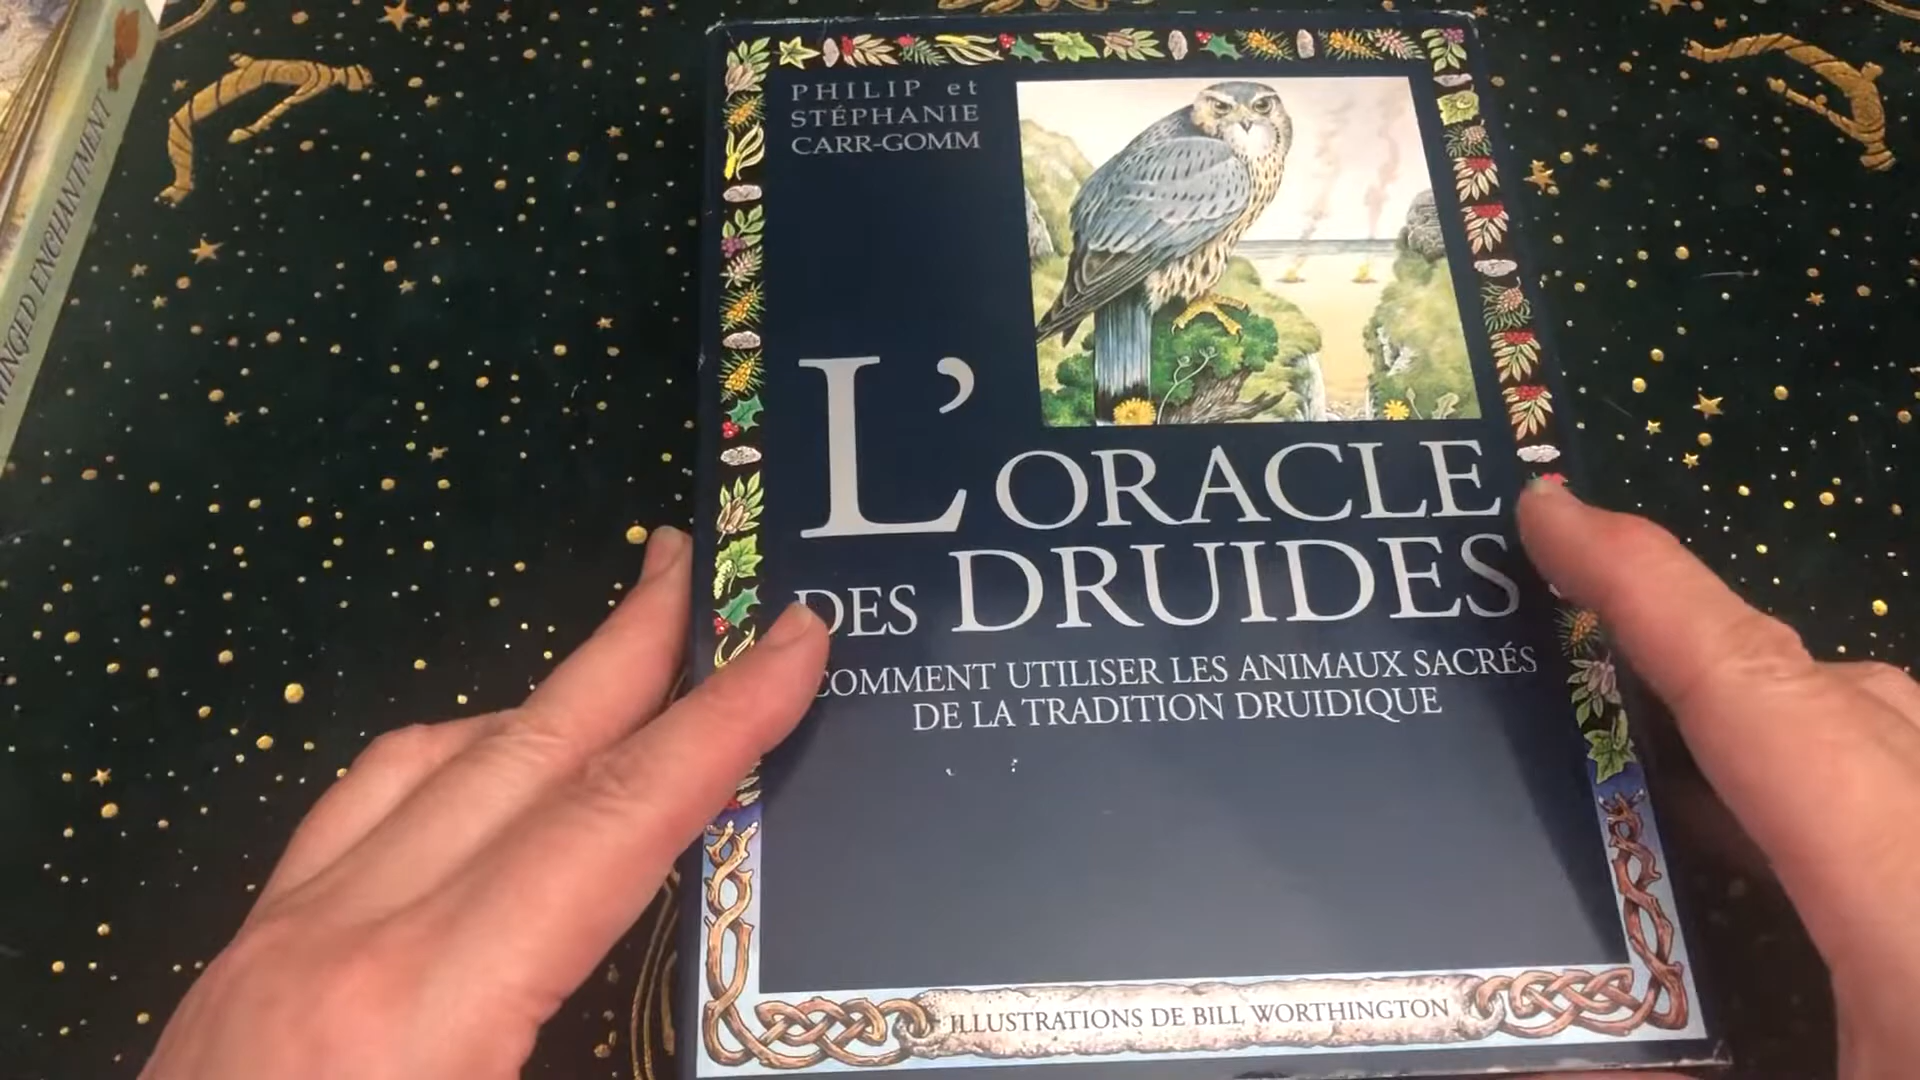 WINGED ENCHANTMENT
PHILIP et
STÉPHANIE
CARR-GOMM
L'ORACLE
DES DRUIDES
COMMENT UTILISER LES ANIMAUX SACRÉS
DE LA TRADITION DRUIDIQUE
ILLUSTRATIONS DE BILL WORTHINGTON